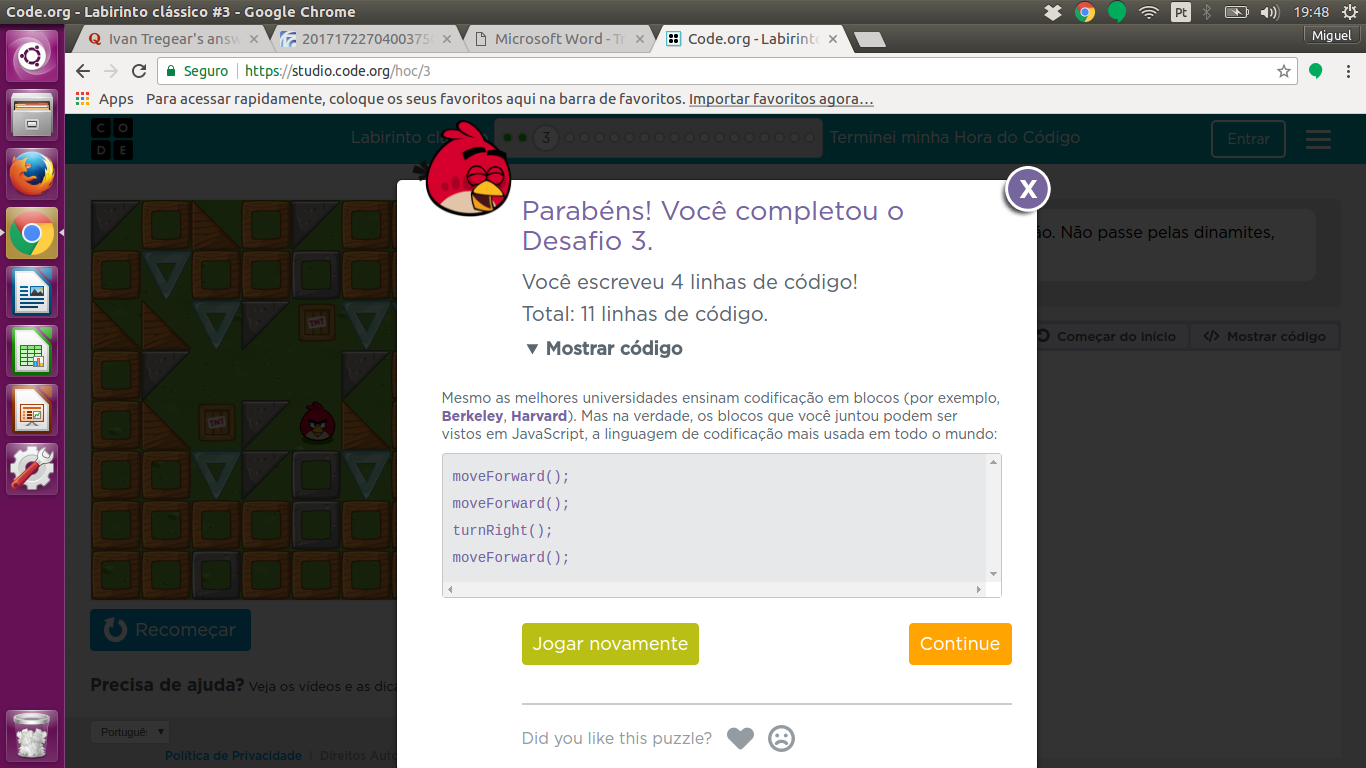 Code.org - Labirinto clássico #3 - Google Chrome
Pt
19:48
Ivan Tregear's answ
Microsoft Word - T
Code.org - Labirinto
Miguel
Seguro
https://studio.code.org/hoc/3
Apps
Para acessar rapidamente, coloque os seus favoritos aqui na barra de favoritos. Importar favoritos agora…
C O
D E
Labirinto clá
3
Terminei minha Hora do Código
Entrar
X
Parabéns! Você completou o
Desafio 3.
ão. Não passe pelas dinamites,
Você escreveu 4 linhas de código!
Total: 11 linhas de código.
TNT
▼ Mostrar código
Começar do início
</> Mostrar código
Mesmo as melhores universidades ensinam codificação em blocos (por exemplo,
Berkeley, Harvard). Mas na verdade, os blocos que você juntou podem ser
vistos em JavaScript, a linguagem de codificação mais usada em todo o mundo:
TNT
moveForward();
moveForward();
turnRight();
moveForward();
Recomeçar
Jogar novamente
Continue
Precisa de ajuda? Veja os vídeos e as dica
Did you like this puzzle?
Portuguê
Política de Privacidade | Direitos Auto